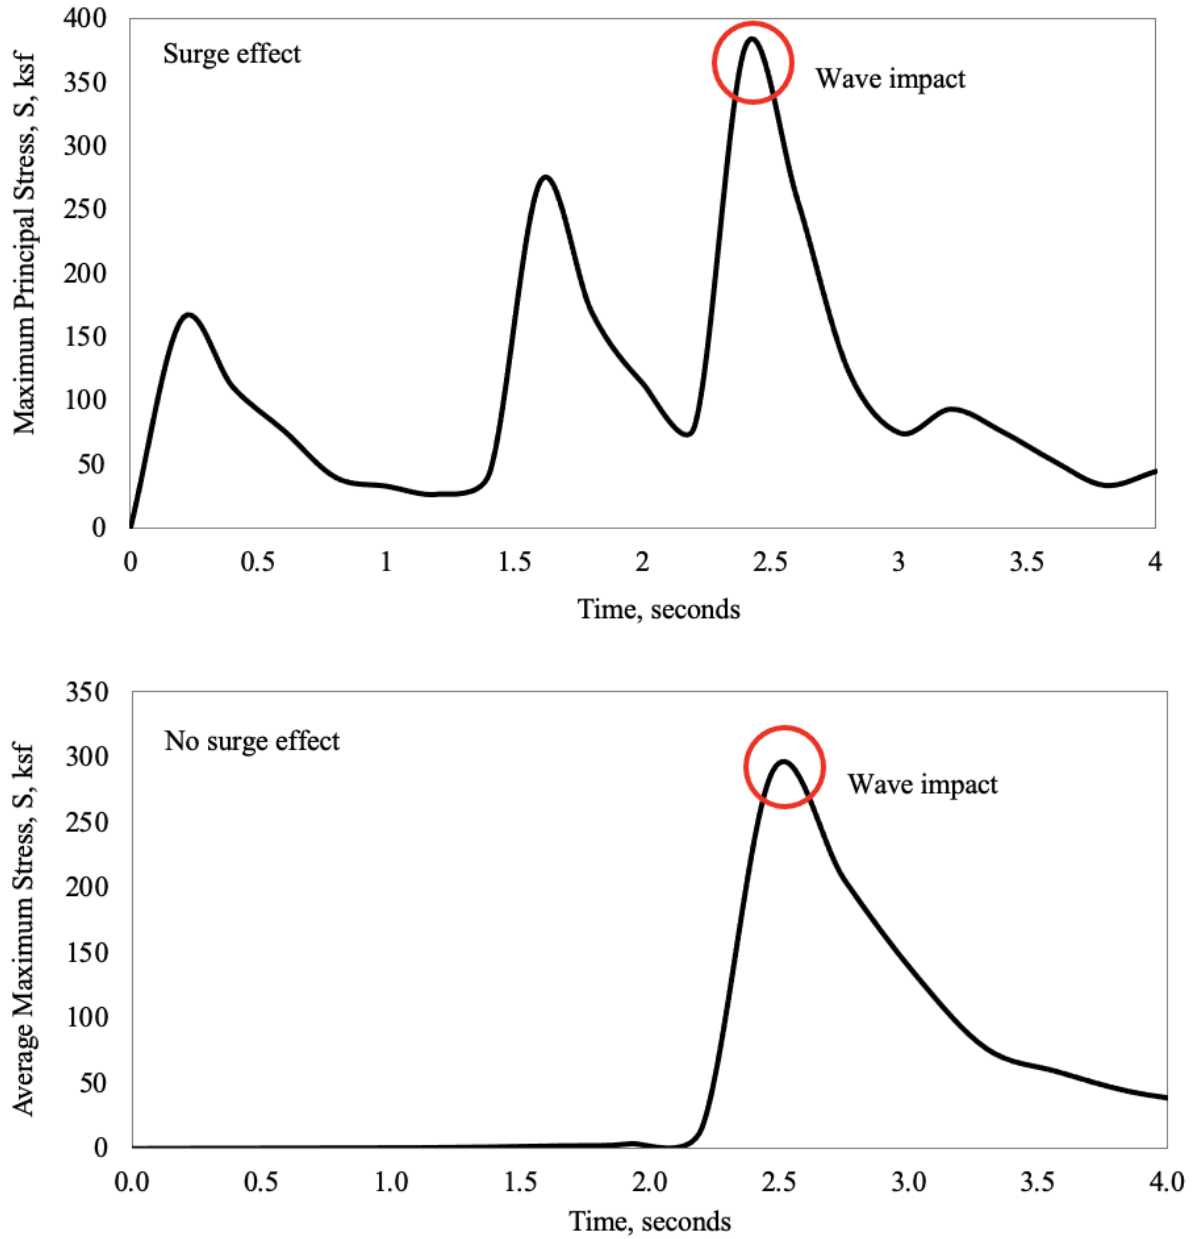 Maximum Principal Stress, S, ksf
400
350
300
250
200
150
100
50
0
Surge effect
Wave impact
0 0.5 1 1.5 2 2.5 3 3.5 4
Time, seconds
Average Maximum Stress, S, ksf
350
300
250
200
150
100
50
0
No surge effect
Wave impact
0.0 0.5 1.0 1.5 2.0 2.5 3.0 3.5 4.0
Time, seconds